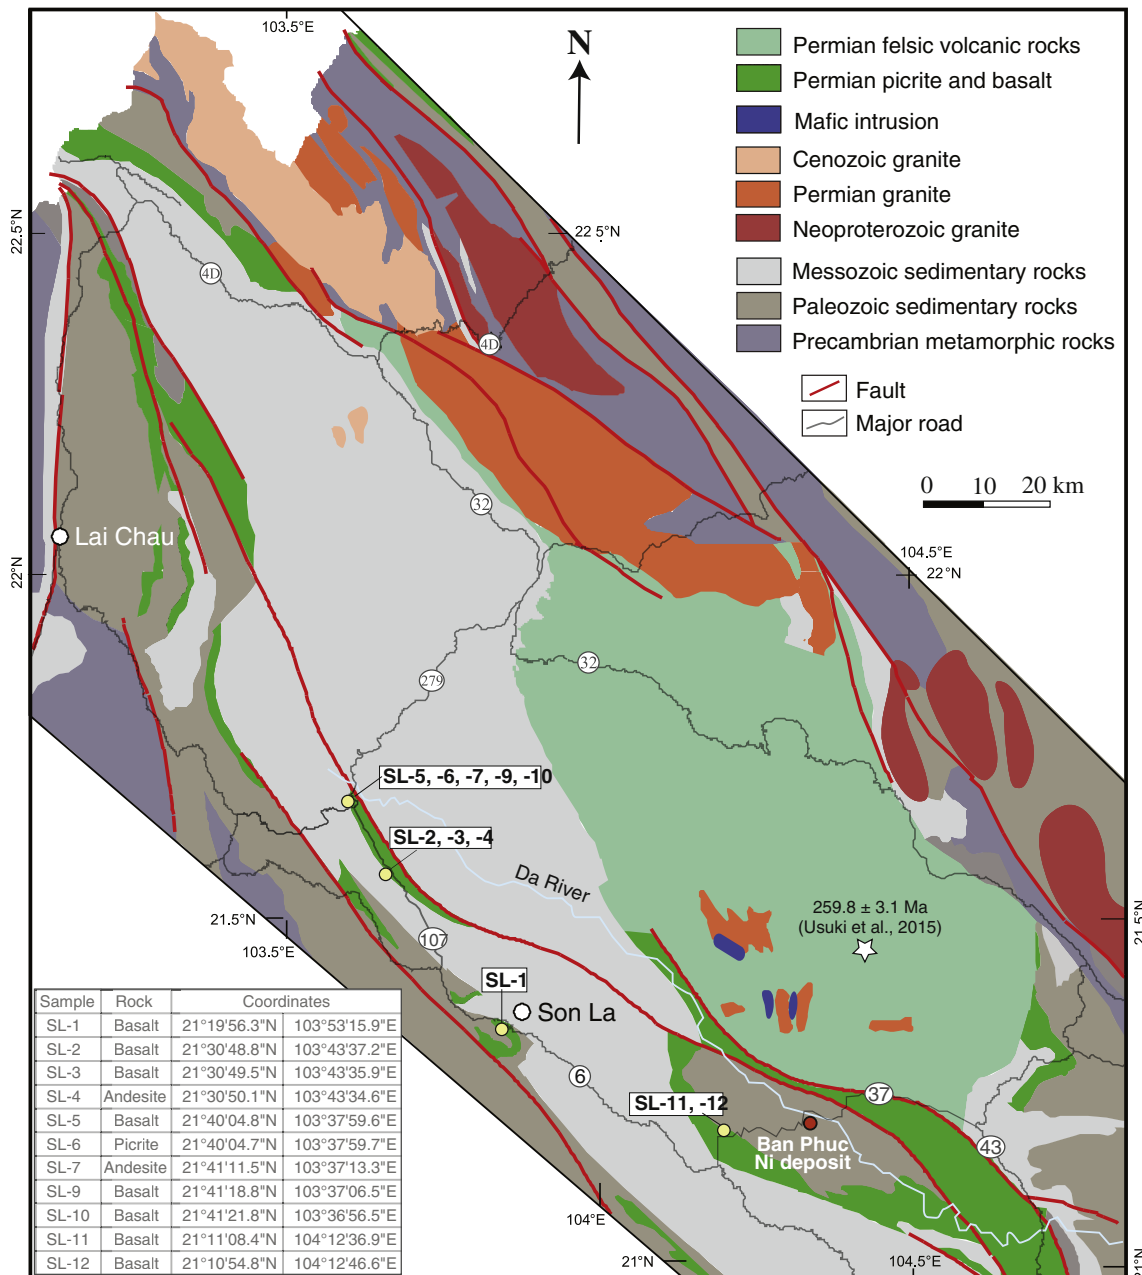 103.5°E
N
Permian felsic volcanic rocks
Permian picrite and basalt
Mafic intrusion
Cenozoic granite
Permian granite
Neoproterozoic granite
Messozoic sedimentary rocks
Paleozoic sedimentary rocks
Precambrian metamorphic rocks
Fault
Major road
0 10 20 km
22.5°N
22 5°N
4D
4D
32
Lai Chau
22°N
104.5°E
22°N
32
279
SL-5, -6, -7, -9, -10
SL-2, -3, -4
Da River
259.8 ± 3.1 Ma
(Usuki et al., 2015)
21.5°N
21.5°N
103.5°E
107
SL-1
Son La
6
37
SL-11, -12
Ban Phuc
Ni deposit
43
104°E
21°N
104.5°E
21°N
Sample Rock Coordinates
SL-1 Basalt 21°19'56.3"N 103°53'15.9"E
SL-2 Basalt 21°30'48.8"N 103°43'37.2"E
SL-3 Basalt 21°30'49.5"N 103°43'35.9"E
SL-4 Andesite 21°30'50.1"N 103°43'34.6"E
SL-5 Basalt 21°40'04.8"N 103°37'59.6"E
SL-6 Picrite 21°40'04.7"N 103°37'59.7"E
SL-7 Andesite 21°41'11.5"N 103°37'13.3"E
SL-9 Basalt 21°41'18.8"N 103°37'06.5"E
SL-10 Basalt 21°41'21.8"N 103°36'56.5"E
SL-11 Basalt 21°11'08.4"N 104°12'36.9"E
SL-12 Basalt 21°10'54.8"N 104°12'46.6"E